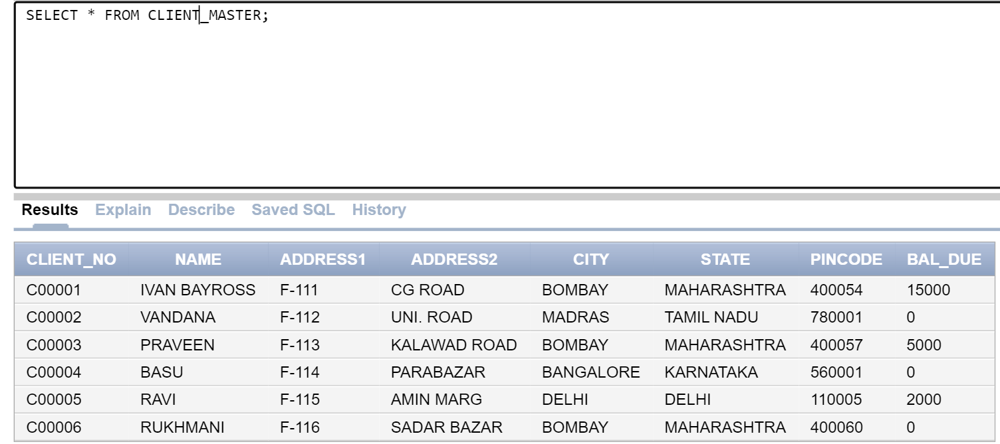 SELECT * FROM CLIENT_MASTER;
Results Explain Describe Saved SQL History
CLIENT_NO NAME ADDRESS1 ADDRESS2 CITY STATE PINCODE BAL_DUE
C00001 IVAN BAYROSS F-111 CG ROAD BOMBAY MAHARASHTRA 400054 15000
C00002 VANDANA F-112 UNI. ROAD MADRAS TAMIL NADU 780001 0
C00003 PRAVEEN F-113 KALAWAD ROAD BOMBAY MAHARASHTRA 400057 5000
C00004 BASU F-114 PARABAZAR BANGALORE KARNATAKA 560001 0
C00005 RAVI F-115 AMIN MARG DELHI DELHI 110005 2000
C00006 RUKHMANI F-116 SADAR BAZAR BOMBAY MAHARASHTRA 400060 0